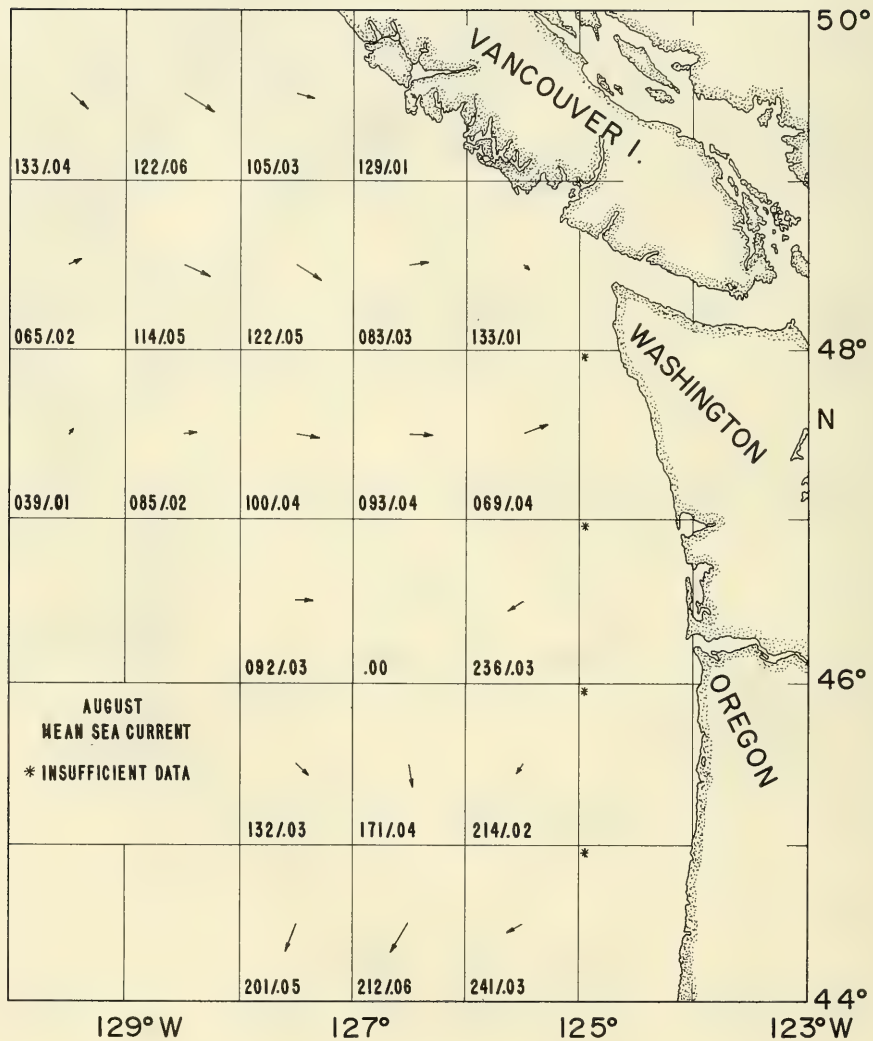 50°
VANCOUVER I.
133/.04 122/.06 105/.03 129/.01
065/.02 114/.05 122/.05 083/.03 133/.01
*
48°
WASHINGTON
N
039/.01 085/.02 100/.04 093/.04 069/.04
*
092/.03 .00 236/.03
46°
*
OREGON
AUGUST
MEAN SEA CURRENT
* INSUFFICIENT DATA
132/.03 171/.04 214/.02
*
201/.05 212/.06 241/.03
44°
129°W 127° 125° 123°W